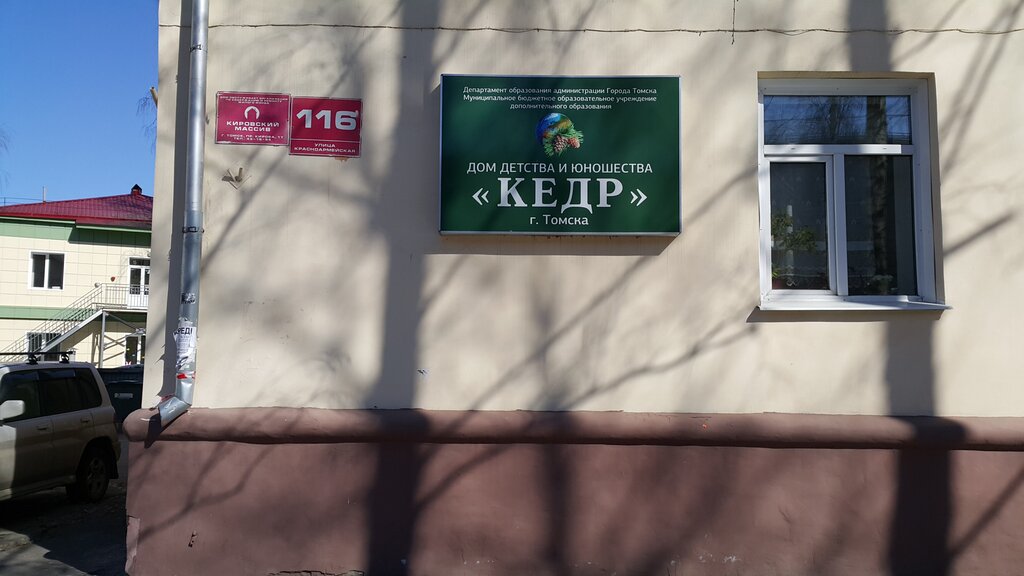 КИРОВСКИЙ
МАССИВ
116
УЛИЦА
КРАСНОАРМЕЙСКАЯ
Департамент образования администрации Города Томска
Муниципальное бюджетное образовательное учреждение
дополнительного образования
ДОМ ДЕТСТВА И ЮНОШЕСТВА
«КЕДР»
г. Томска